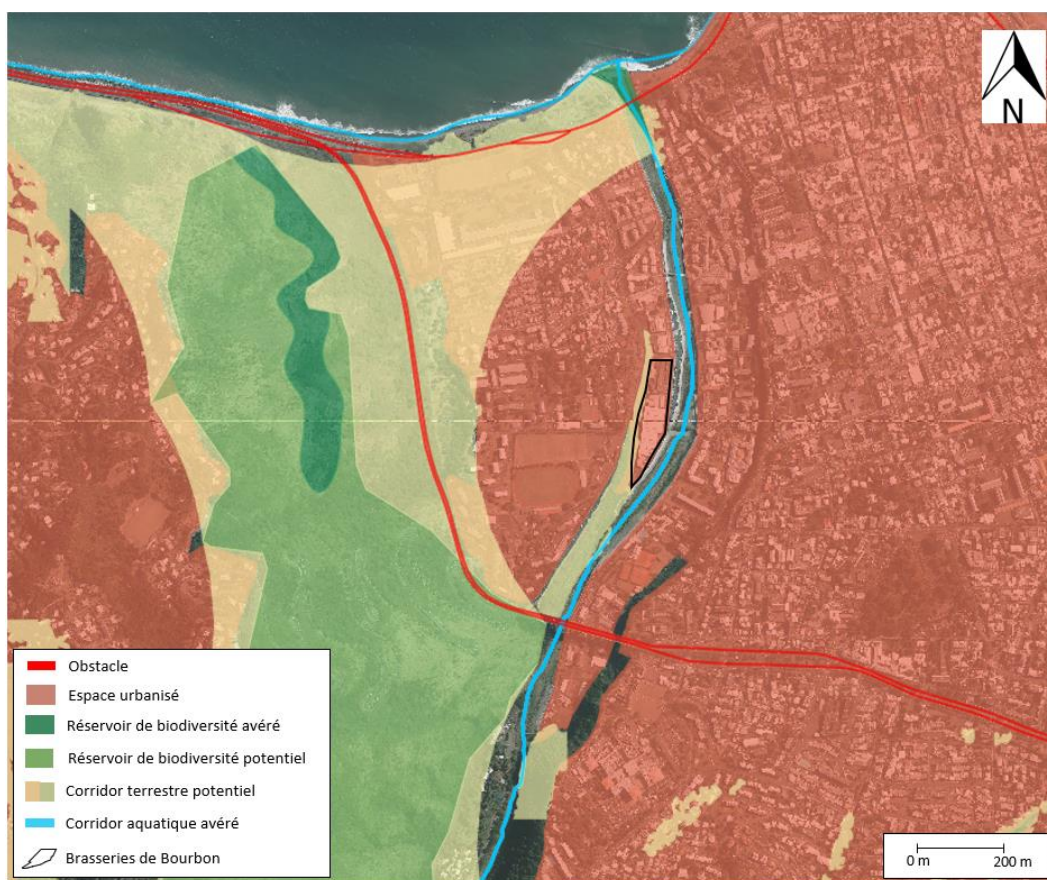 N
Obstacle
Espace urbanisé
Réservoir de biodiversité avéré
Réservoir de biodiversité potentiel
Corridor terrestre potentiel
Corridor aquatique avéré
Brasseries de Bourbon
0 m 200 m